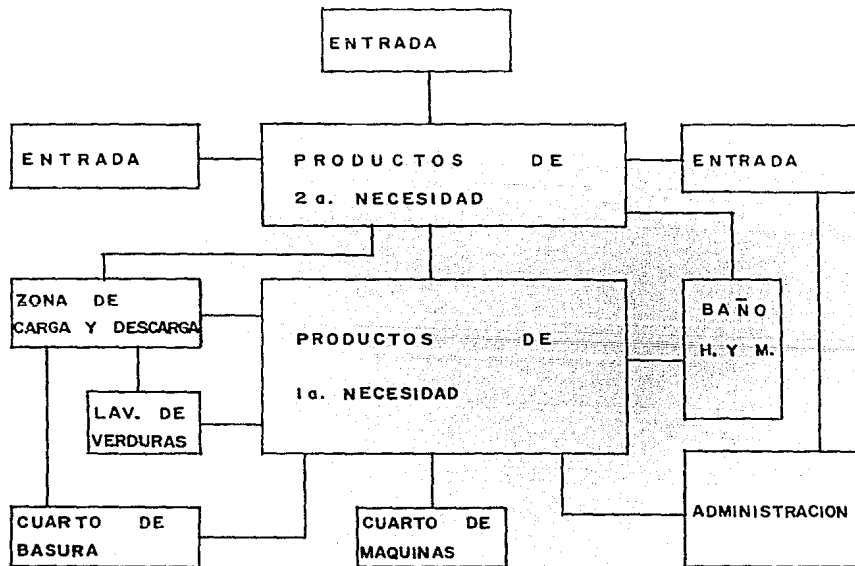 ENTRADA
ENTRADA
PRODUCTOS DE
2a. NECESIDAD
ENTRADA
ZONA DE
CARGA Y DESCARGA
PRODUCTOS DE
1a. NECESIDAD
BAÑO
H. Y M.
LAV. DE
VERDURAS
CUARTO DE
BASURA
CUARTO DE
MAQUINAS
ADMINISTRACION